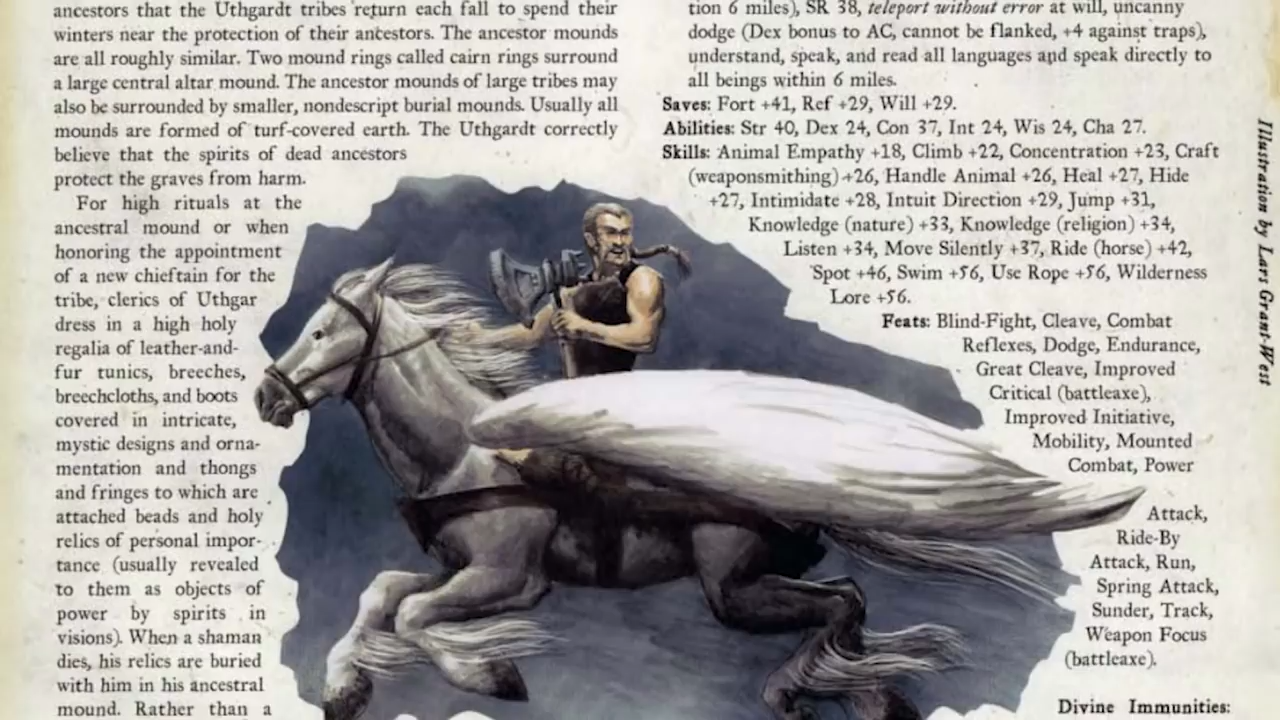 ancestors that the Uthgardt tribes return each fall to spend their
winters near the protection of their ancestors. The ancestor mounds
are all roughly similar. Two mound rings called cairn rings surround
a large central altar mound. The ancestor mounds of large tribes may
also be surrounded by smaller, nondescript burial mounds. Usually all
mounds are formed of turf-covered earth. The Uthgardt correctly
believe that the spirits of dead ancestors
protect the graves from harm.
For high rituals at the
ancestral mound or when
honoring the appointment
of a new chieftain for the
tribe, clerics of Uthgar
dress in a high holy
regalia of leather-and-
fur tunics, breeches,
breechcloths, and boots
covered in intricate,
mystic designs and orna-
mentation and thongs
and fringes to which are
attached beads and holy
relics of personal impor-
tance (usually revealed
to them as objects of
power by spirits in
visions). When a shaman
dies, his relics are buried
with him in his ancestral
mound. Rather than a
tion 6 miles), SR 38, teleport without error at will, uncanny
dodge (Dex bonus to AC, cannot be flanked, +4 against traps),
understand, speak, and read all languages and speak directly to
all beings within 6 miles.
Saves: Fort +41, Ref +29, Will +29.
Abilities: Str 40, Dex 24, Con 37, Int 24, Wis 24, Cha 27.
Skills: Animal Empathy +18, Climb +22, Concentration +23, Craft
(weaponsmithing) +26, Handle Animal +26, Heal +27, Hide
+27, Intimidate +28, Intuit Direction +29, Jump +31,
Knowledge (nature) +33, Knowledge (religion) +34,
Listen +34, Move Silently +37, Ride (horse) +42,
Spot +46, Swim +56, Use Rope +56, Wilderness
Lore +56.
Feats: Blind-Fight, Cleave, Combat
Reflexes, Dodge, Endurance,
Great Cleave, Improved
Critical (battleaxe),
Improved Initiative,
Mobility, Mounted
Combat, Power
Attack,
Ride-By
Attack, Run,
Spring Attack,
Sunder, Track,
Weapon Focus
(battleaxe).
Divine Immunities:
Illustration by Lars Grant-West